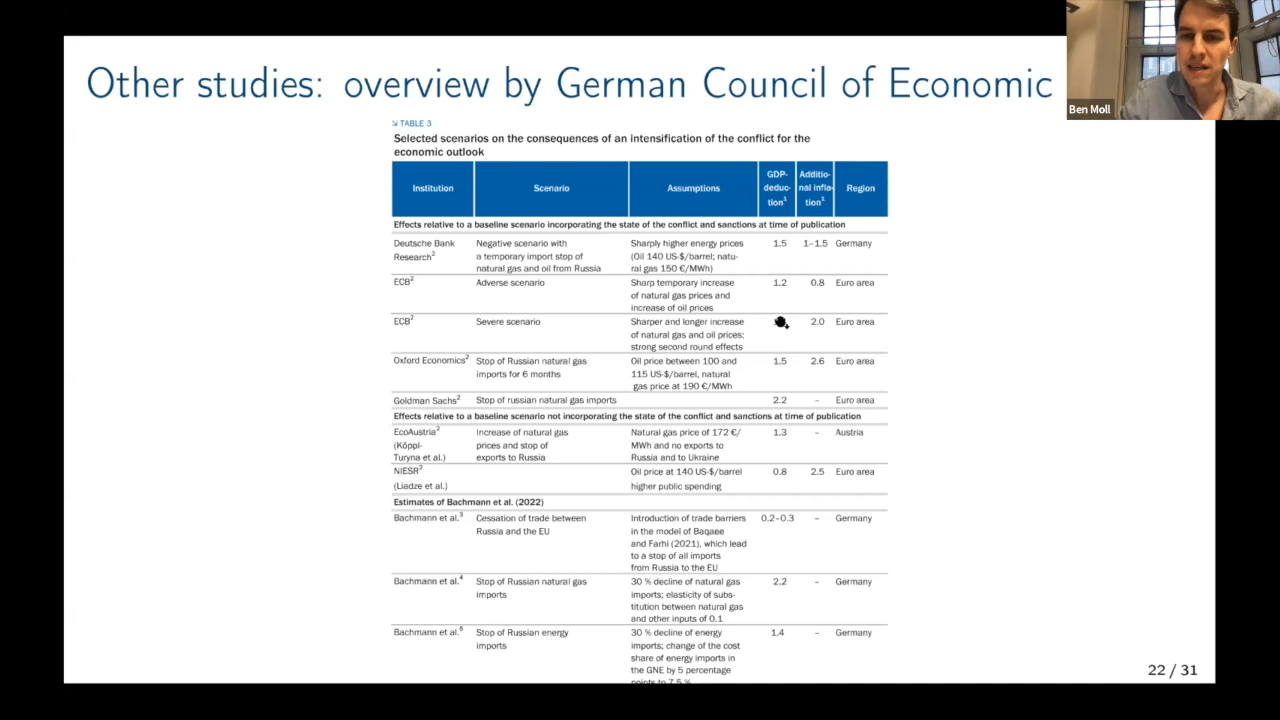 Other studies: overview by German Council of Economic
Ben Moll
↘ TABLE 3
Selected scenarios on the consequences of an intensification of the conflict for the
economic outlook
Institution Scenario Assumptions GDP-deduc-tion1 Additio-nal infla-tion1 Region
Effects relative to a baseline scenario incorporating the state of the conflict and sanctions at time of publication
Deutsche Bank Negative scenario with Sharply higher energy prices 1.5 1–1.5 Germany
Research2 a temporary import stop of (Oil 140 US-$/barrel; natu-
natural gas and oil from Russia ral gas 150 €/MWh)
ECB2 Adverse scenario Sharp temporary increase 1.2 0.8 Euro area
of natural gas prices and
increase of oil prices
ECB2 Severe scenario Sharper and longer increase 2.0 Euro area
of natural gas and oil prices;
strong second round effects
Oxford Economics2 Stop of Russian natural gas Oil price between 100 and 1.5 2.6 Euro area
imports for 6 months 115 US-$/barrel, natural
gas price at 190 €/MWh
Goldman Sachs2 Stop of russian natural gas imports 2.2 – Euro area
Effects relative to a baseline scenario not incorporating the state of the conflict and sanctions at time of publication
EcoAustria2 Increase of natural gas Natural gas price of 172 €/ 1.3 – Austria
(Köppl- prices and stop of MWh and no exports to
Turyna et al.) exports to Russia Russia and to Ukraine
NIESR2 Oil price at 140 US-$/barrel 0.8 2.5 Euro area
(Liadze et al.) higher public spending
Estimates of Bachmann et al. (2022)
Bachmann et al.3 Cessation of trade between Introduction of trade barriers 0.2–0.3 – Germany
Russia and the EU in the model of Baqaee
and Farhi (2021), which lead
to a stop of all imports
from Russia to the EU
Bachmann et al.4 Stop of Russian natural gas 30 % decline of natural gas 2.2 – Germany
imports imports; elasticity of subs-
titution between natural gas
and other inputs of 0.1
Bachmann et al.5 Stop of Russian energy 30 % decline of energy 1.4 – Germany
imports imports; change of the cost
share of energy imports in
the GNE by 5 percentage
points to 7.5 %
22 / 31